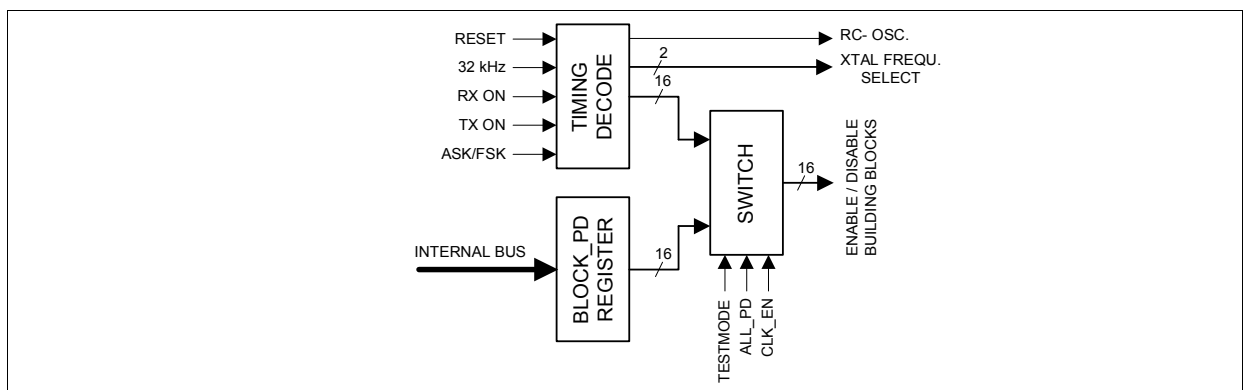 RESET
32 kHz
RX ON
TX ON
ASK/FSK
TIMING
DECODE
RC- OSC.
2
XTAL FREQU.
SELECT
16
INTERNAL BUS
BLOCK_PD
REGISTER
16
SWITCH
16
ENABLE / DISABLE
BUILDING BLOCKS
TESTMODE
ALL_PD
CLK_EN